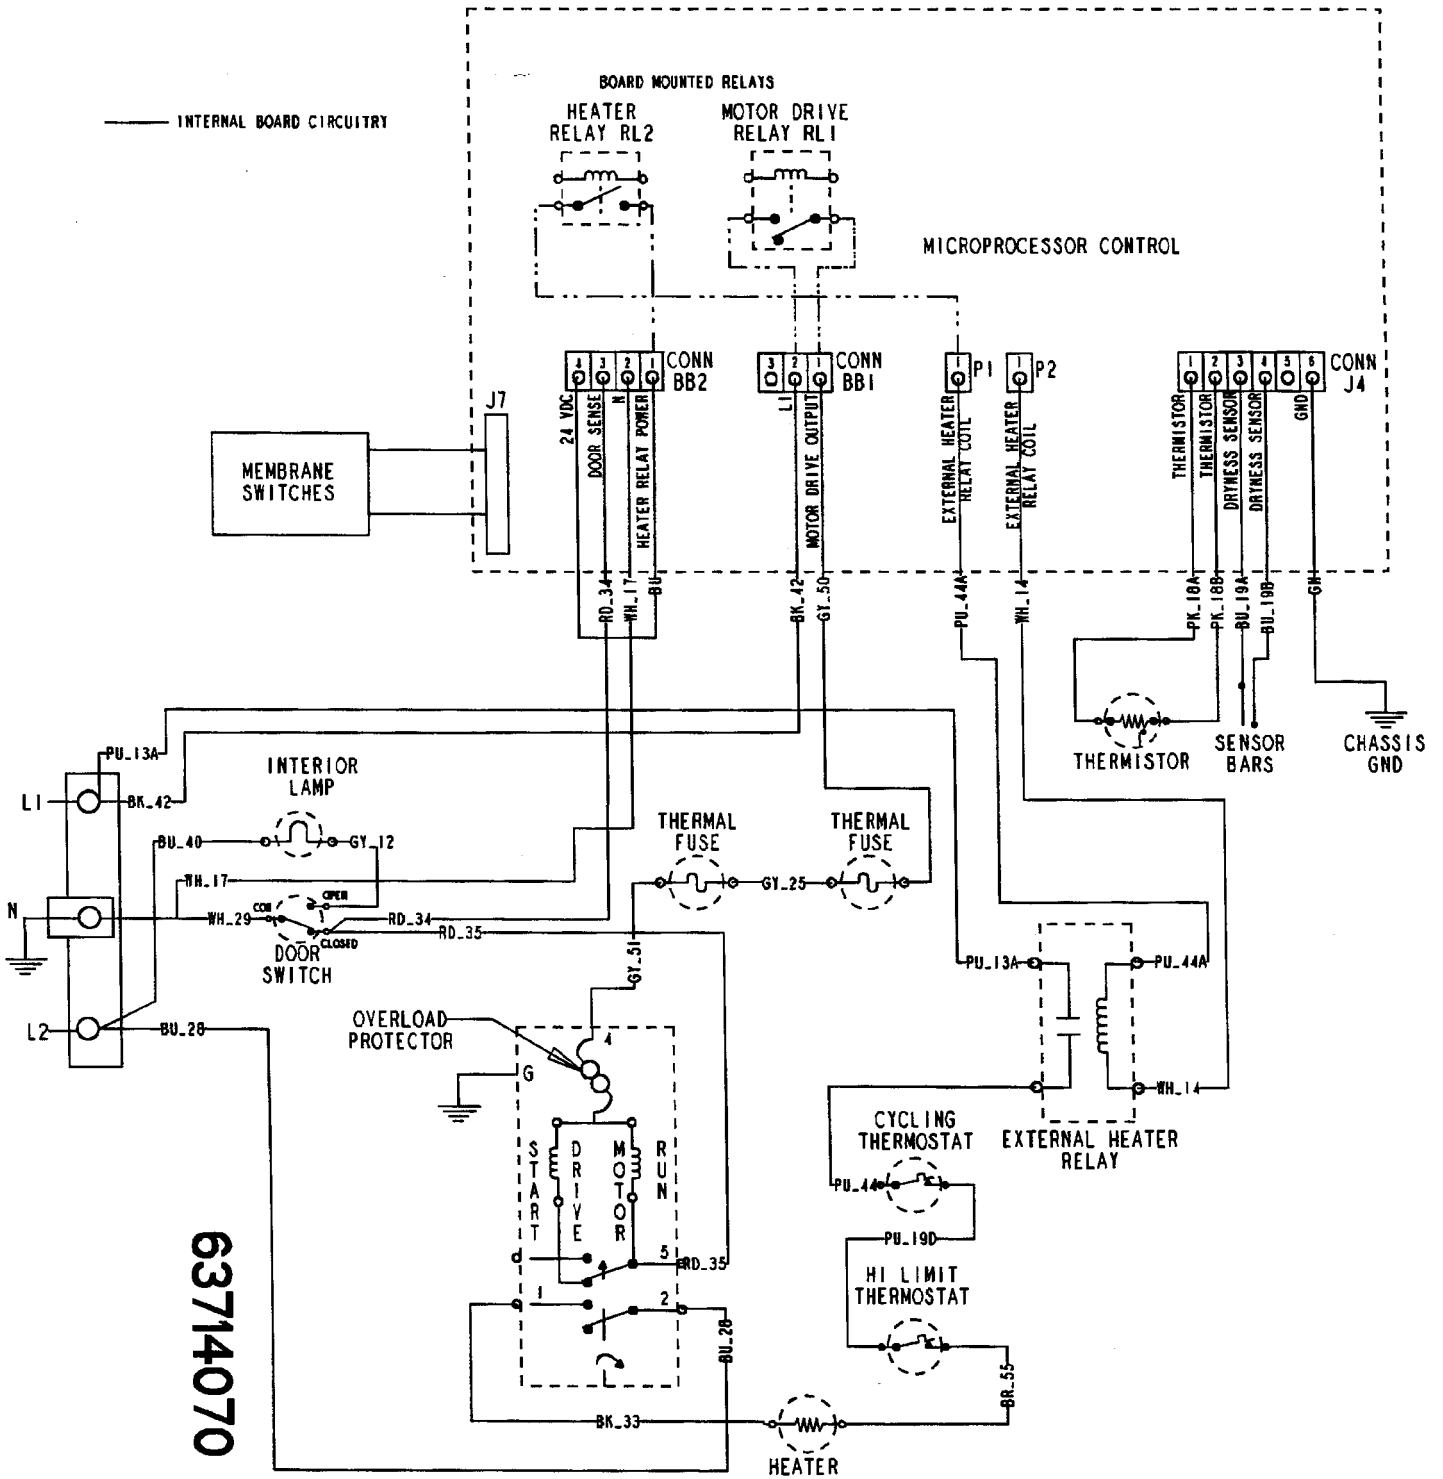 BOARD MOUNTED RELAYS
HEATER
RELAY RL2
MOTOR DRIVE
RELAY RL1
INTERNAL BOARD CIRCUITRY
MICROPROCESSOR CONTROL
4 3 2 1
CONN
BB2
3 2 1
CONN
BB1
1
P1
1
P2
1 2 3 4 5 6
CONN
J4
J7
MEMBRANE
SWITCHES
24 VDC
DOOR SENSE
N
HEATER RELAY POWER
L1
MOTOR DRIVE OUTPUT
EXTERNAL HEATER
RELAY COIL
EXTERNAL HEATER
RELAY COIL
THERMISTOR
THERMISTOR
DRYNESS SENSOR
DRYNESS SENSOR
GND
RD_34
WH_17
BU
BK_42
GY_50
PU_44A
WH_14
PK_18A
PK_18B
BU_19A
BU_19B
GN
THERMISTOR
SENSOR
BARS
CHASSIS
GND
PU_13A
L1
BK_42
INTERIOR
LAMP
BU_40
GY_12
WH_17
N
WH_29
COM
OPEN
CLOSED
RD_34
RD_35
DOOR
SWITCH
THERMAL
FUSE
THERMAL
FUSE
GY_25
GY_51
PU_13A
PU_44A
L2
BU_28
OVERLOAD
PROTECTOR
4
G
WH_14
EXTERNAL HEATER
RELAY
CYCLING
THERMOSTAT
PU_44
START
DRIVE
MOTOR
RUN
PU_19D
5
RD_35
HI LIMIT
THERMOSTAT
1
2
BU_28
BR_55
BK_33
HEATER
63714070